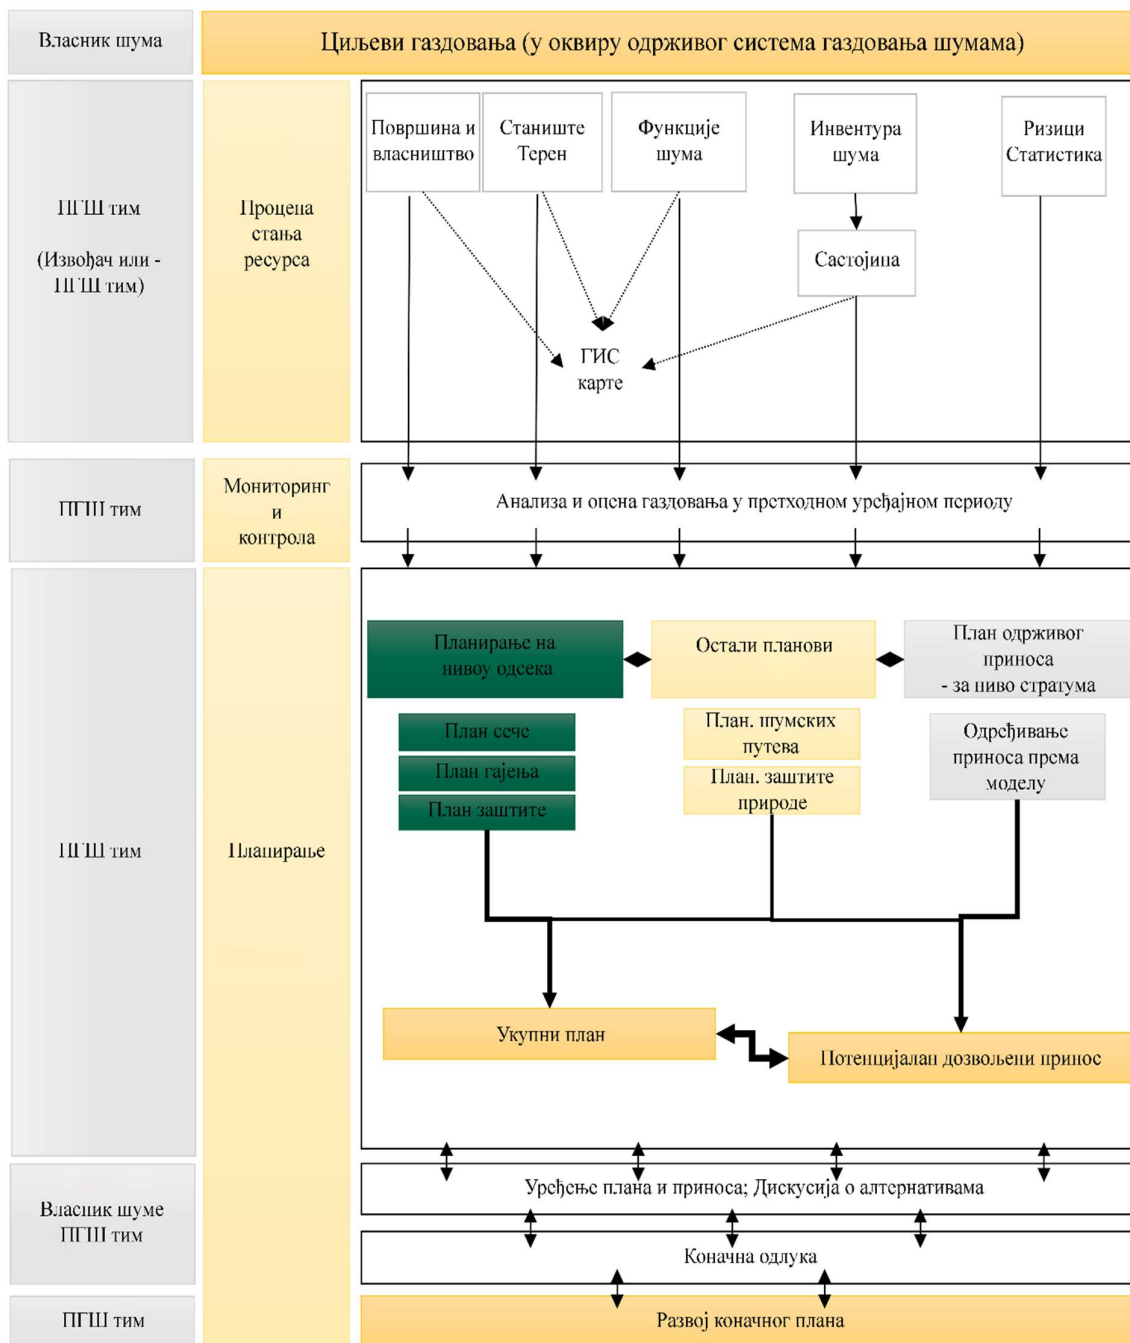 Власник шума
Циљеви газдовања (у оквиру одрживог система газдовања шумама)
ПГШ тим
(Извођач или -
ПГШ тим)
Процена
стања
ресурса
Површина и
власништво
Станиште
Терен
Функције
шума
Инвентура
шума
Ризици
Статистика
Састојина
ГИС
карте
ПГШ тим
Мониторинг
и
контрола
Анализа и оцена газдовања у претходном уређајном периоду
ПГШ тим
Планирање
Планирање на
нивоу одсека
Остали планови
План одрживог
приноса
- за ниво стратума
План сече
План гајења
План заштите
План. шумских
путева
План. заштите
природе
Одређивање
приноса према
моделу
Укупни план
Потенцијалан дозвољени принос
Власник шуме
ПГШ тим
Уређење плана и приноса; Дискусија о алтернативама
Коначна одлука
ПГШ тим
Развој коначног плана